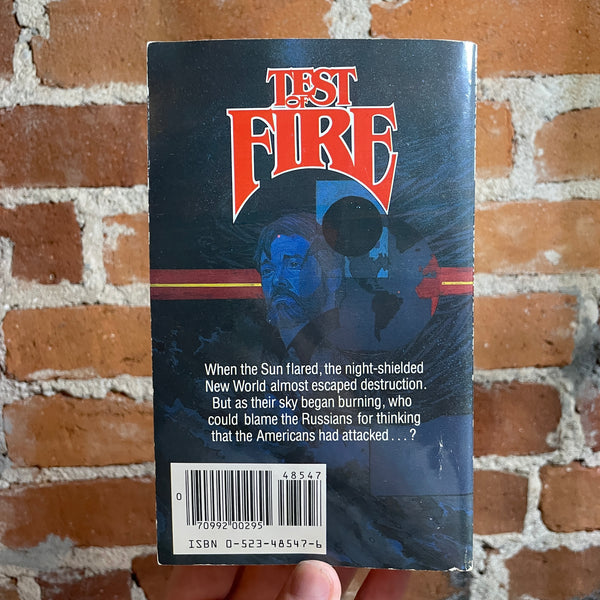 TEST
OF
FIRE
When the Sun flared, the night-shielded
New World almost escaped destruction.
But as their sky began burning, who
could blame the Russians for thinking
that the Americans had attacked . . . ?
48547
0
70992 00295
ISBN 0-523-48547-6